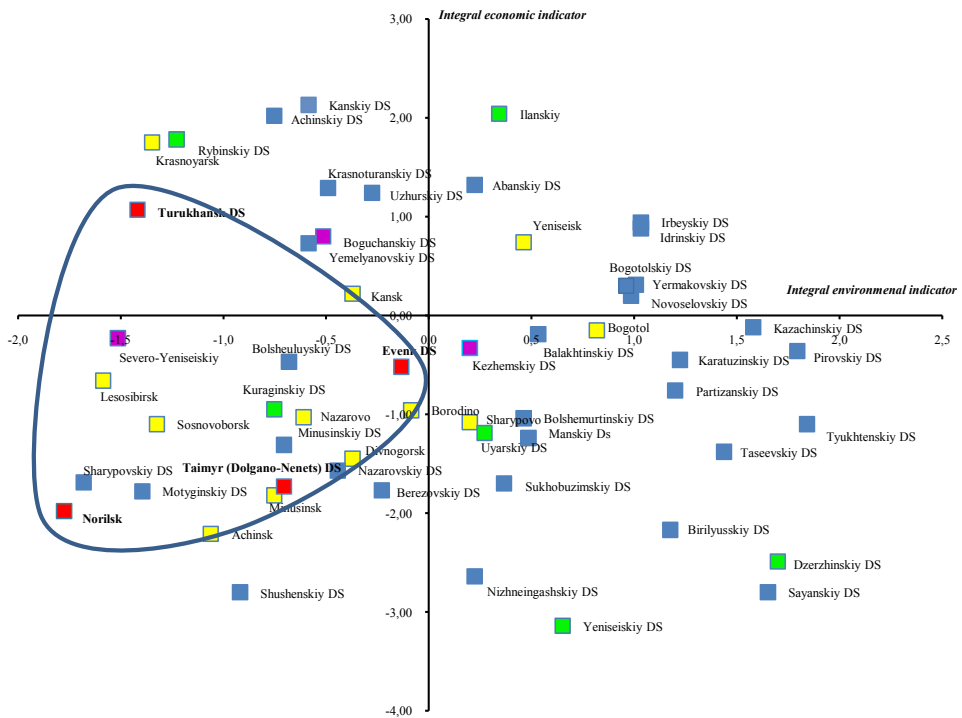 3,00
Integral economic indicator
Kanskiy DS
2,00
Achinskiy DS
Ilanskiy
Rybinskiy DS
Krasnoyarsk
Krasnoturanskiy DS
Uzhurskiy DS
Abanskiy DS
1,00
Turukhansk DS
Irbeyskiy DS
Yeniseisk
Idrinskiy DS
Boguchanskiy DS
Yemelyanovskiy DS
Bogotolskiy DS
Yermakovskiy DS
Integral environmenal indicator
Kansk
Novoselovskiy DS
0,00
-2,0
-1,5
-1,0
-0,5
0,0
0,5
1,0
1,5
2,0
2,5
Bogotol
Kazachinskiy DS
Severo-Yeniseiskiy
Bolsheuluyskiy DS
Evenk DS
Balakhtinskiy DS
Kezhemskiy DS
Karatuzinskiy DS
Pirovskiy DS
Kuraginskiy DS
Lesosibirsk
Partizanskiy DS
-1,00
Borodino
Sosnovoborsk
Nazarovo
Sharypovo
Bolshemurtinskiy DS
Minusinskiy DS
Manskiy Ds
Tyukhtenskiy DS
Divnogorsk
Uyarskiy DS
Taseevskiy DS
Sharypovskiy DS
Taimyr (Dolgano-Nenets) DS
Nazarovskiy DS
Motyginskiy DS
Berezovskiy DS
Sukhobuzimskiy DS
Minusinsk
-2,00
Norilsk
Achinsk
Birilyusskiy DS
Dzerzhinskiy DS
Shushenskiy DS
Nizhneingashskiy DS
Sayanskiy DS
-3,00
Yeniseiskiy DS
-4,00